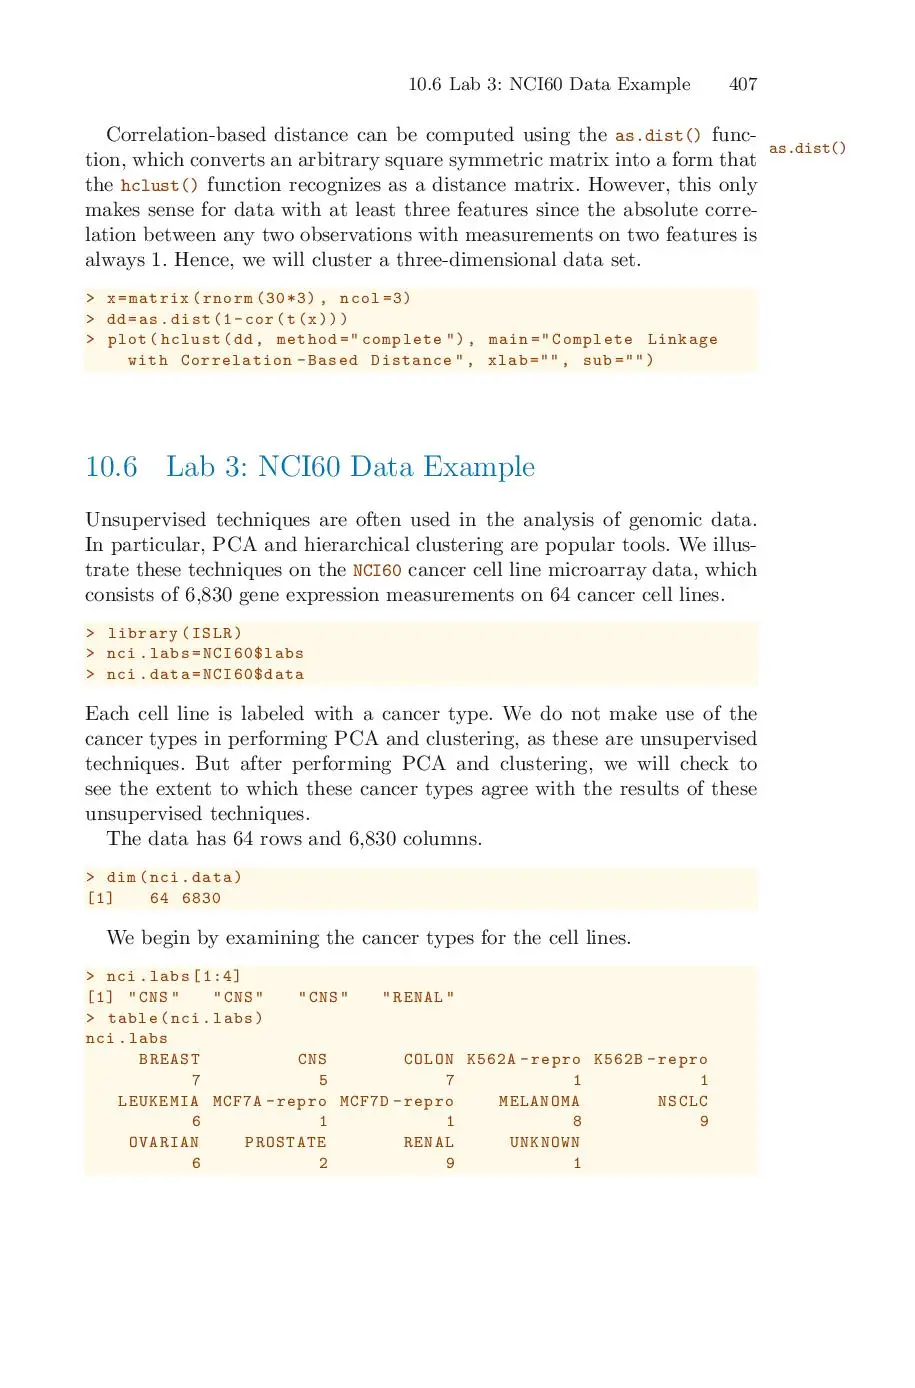 10.6 Lab 3: NCI60 Data Example 407
Correlation-based distance can be computed using the as.dist() func-
tion, which converts an arbitrary square symmetric matrix into a form that
as.dist()
the hclust() function recognizes as a distance matrix. However, this only
makes sense for data with at least three features since the absolute corre-
lation between any two observations with measurements on two features is
always 1. Hence, we will cluster a three-dimensional data set.
> x=matrix(rnorm(30*3), ncol=3)
> dd=as.dist(1-cor(t(x)))
> plot(hclust(dd, method="complete"), main="Complete Linkage
with Correlation-Based Distance", xlab="", sub="")
10.6 Lab 3: NCI60 Data Example
Unsupervised techniques are often used in the analysis of genomic data.
In particular, PCA and hierarchical clustering are popular tools. We illus-
trate these techniques on the NCI60 cancer cell line microarray data, which
consists of 6,830 gene expression measurements on 64 cancer cell lines.
> library(ISLR)
> nci.labs=NCI60$labs
> nci.data=NCI60$data
Each cell line is labeled with a cancer type. We do not make use of the
cancer types in performing PCA and clustering, as these are unsupervised
techniques. But after performing PCA and clustering, we will check to
see the extent to which these cancer types agree with the results of these
unsupervised techniques.
The data has 64 rows and 6,830 columns.
> dim(nci.data)
[1] 64 6830
We begin by examining the cancer types for the cell lines.
> nci.labs[1:4]
[1] "CNS" "CNS" "CNS" "RENAL"
> table(nci.labs)
nci.labs
BREAST CNS COLON K562A-repro K562B-repro
7 5 7 1 1
LEUKEMIA MCF7A-repro MCF7D-repro MELANOMA NSCLC
6 1 1 8 9
OVARIAN PROSTATE RENAL UNKNOWN
6 2 9 1